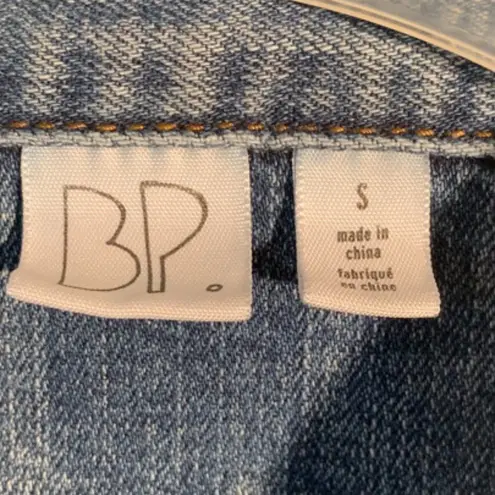 BP.
S
made in
china
fabriqué
en chine